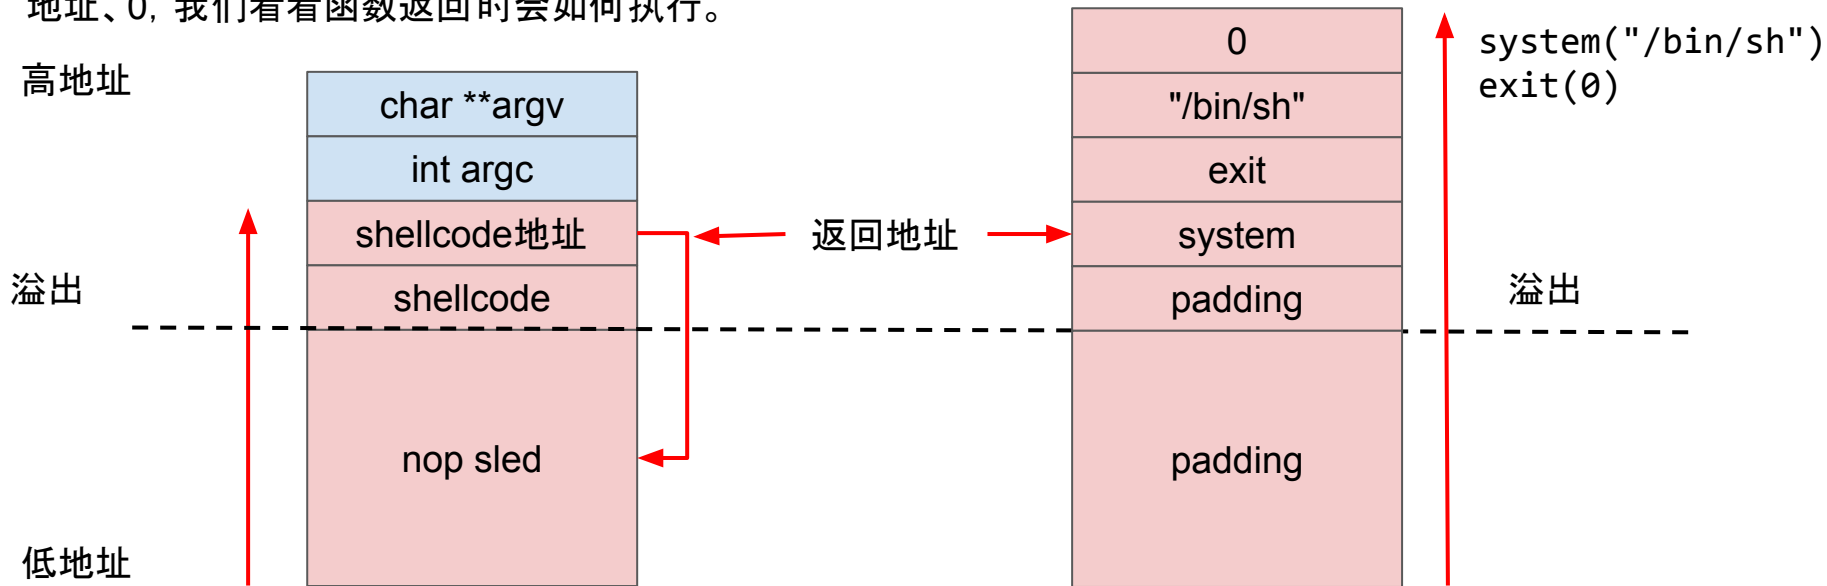 地址、0, 我们看看函数返回时会如何执行。
高地址
char **argv
int argc
shellcode地址
shellcode
nop sled
低地址
溢出
返回地址
0
"/bin/sh"
exit
system
padding
padding
溢出
system("/bin/sh")
exit(0)